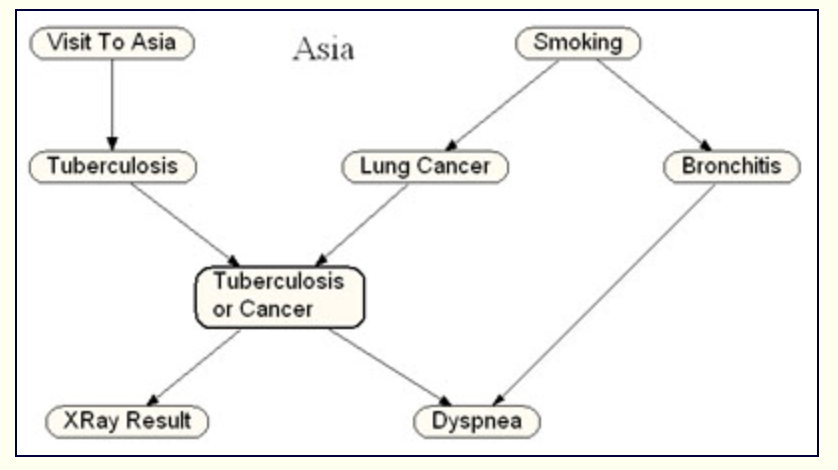 Visit To Asia
Asia
Smoking
Tuberculosis
Lung Cancer
Bronchitis
Tuberculosis
or Cancer
XRay Result
Dyspnea